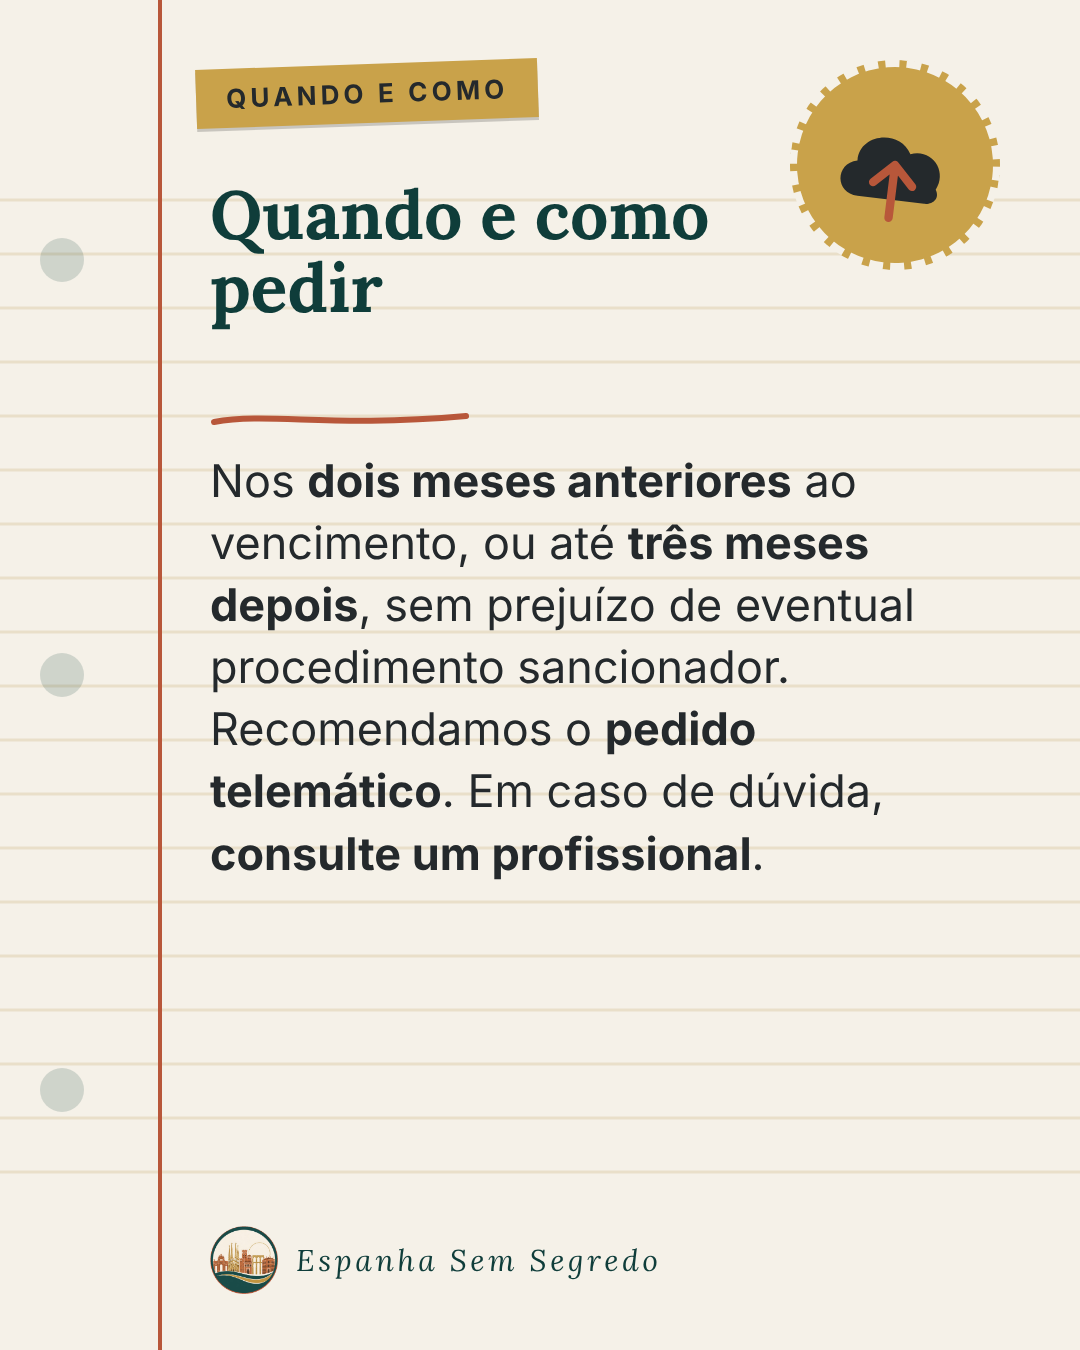 QUANDO E COMO
Quando e como
pedir
Nos dois meses anteriores ao
vencimento, ou até três meses
depois, sem prejuízo de eventual
procedimento sancionador.
Recomendamos o pedido
telemático. Em caso de dúvida,
consulte um profissional.
Espanha Sem Segredo